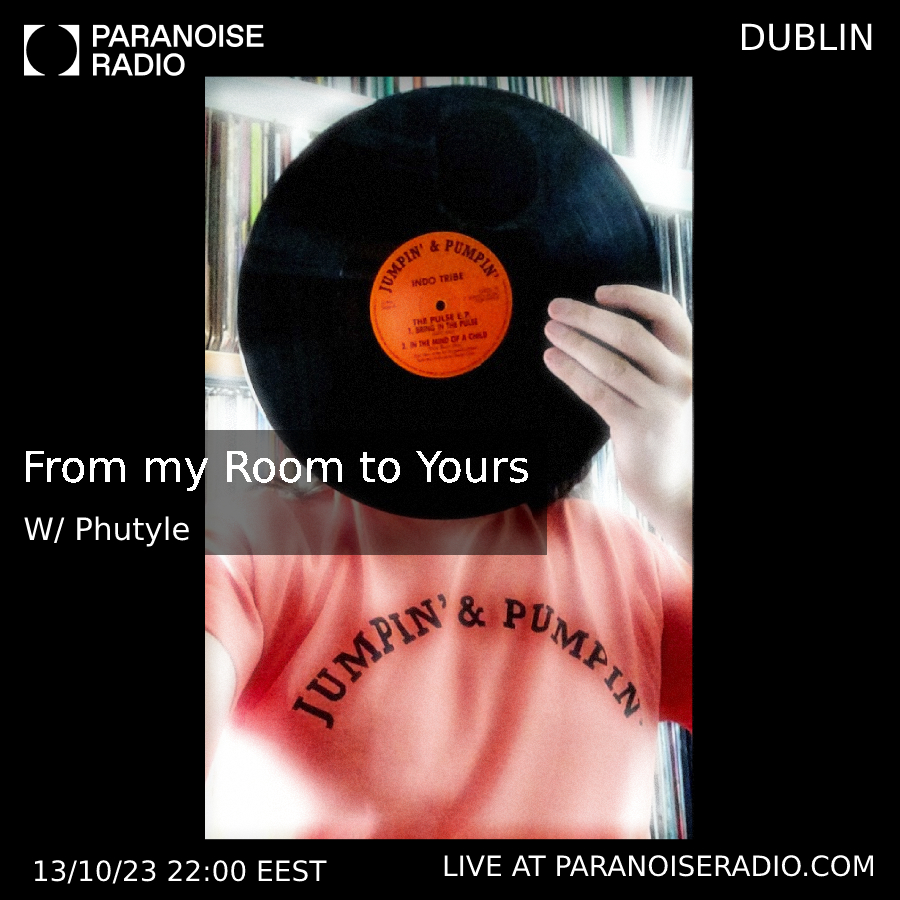 PARANOISE
RADIO
DUBLIN
JUMPIN' & PUMPIN'
INDO TRIBE
THE PULSE E.P.
1. BRING IN THE PULSE
2. IN THE MIND OF A CHILD
From my Room to Yours
W/ Phutyle
JUMPIN' & PUMPIN'
13/10/23 22:00 EEST
LIVE AT PARANOISERADIO.COM